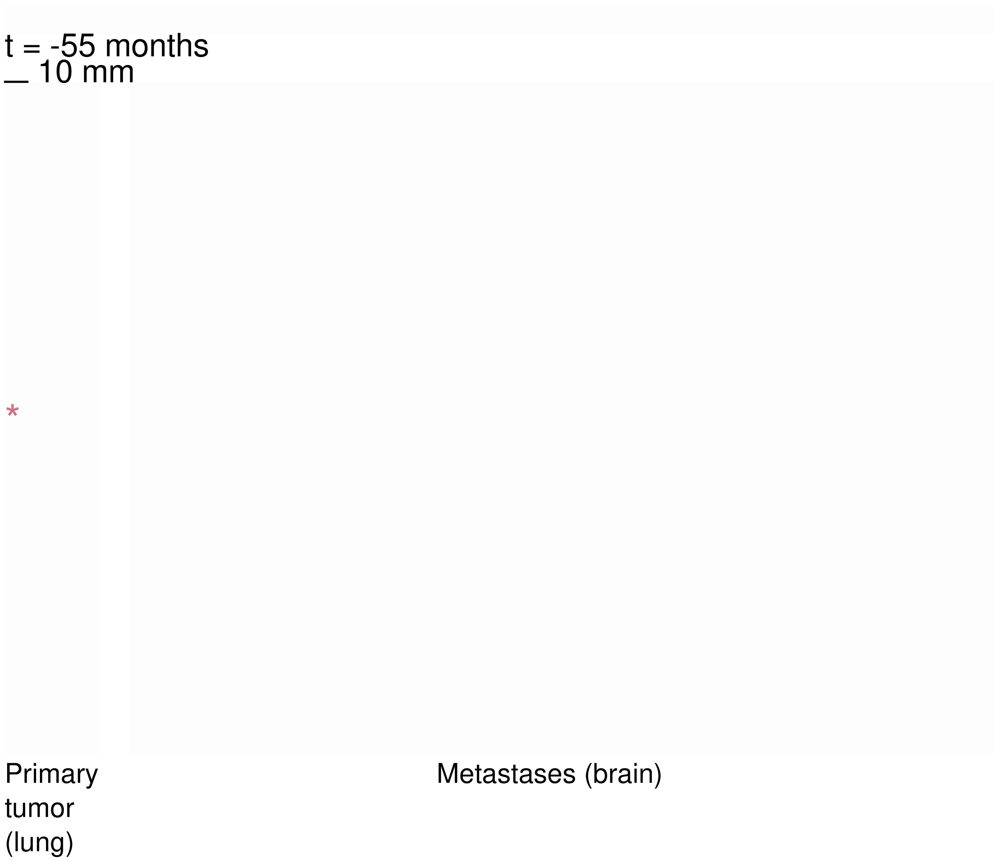 t = -55 months
10 mm
*
Primary
tumor
(lung)
Metastases (brain)